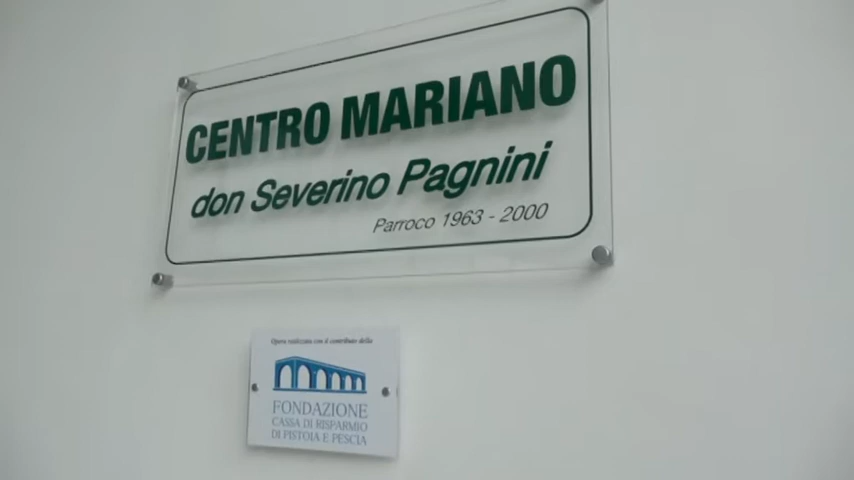 CENTRO MARIANO
don Severino Pagnini
Parroco 1963 - 2000
Opera realizzata con il contributo della
FONDAZIONE
CASSA DI RISPARMIO
DI PISTOIA E PESCIA